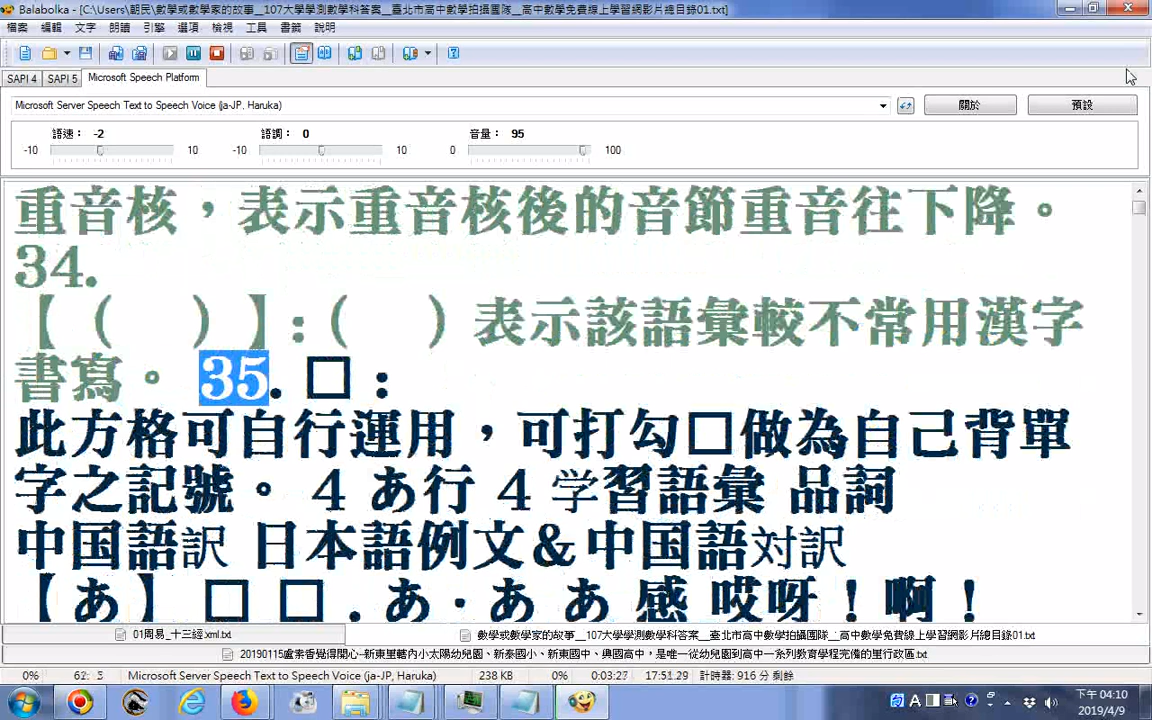 Balabolka - [C:\Users\朝民\數學或數學家的故事__107大學學測數學科答案__臺北市高中數學拍攝團隊__高中數學免費線上學習網影片總目錄01.txt]
檔案 編輯 文字 朗讀 引擎 選項 檢視 工具 書籤 說明
SAPI 4 SAPI 5 Microsoft Speech Platform
Microsoft Server Speech Text to Speech Voice (ja-JP, Haruka) 關於 預設
語速： -2 語調： 0 音量： 95
-10 10 -10 10 0 100
重音核，表示重音核後的音節重音往下降。
34.
【（　）】:（　）表示該語彙較不常用漢字
書寫。 35. □：
此方格可自行運用，可打勾□做為自己背單
字之記號。 4 あ行 4 学習語彙 品詞
中国語訳 日本語例文＆中国語対訳
【あ】 □ □ . あ・ああ 感 哎呀！啊！
01周易_十三經.xml.txt 數學或數學家的故事__107大學學測數學科答案__臺北市高中數學拍攝團隊__高中數學免費線上學習網影片總目錄01.txt
20190115盧素香覺得開心--新東里轄內小太陽幼兒園、新泰國小、新東國中、興國高中，是唯一從幼兒園到高中一系列教育學程完備的里行政區.txt
0% Microsoft Server Speech Text to Speech Voice (ja-JP, Haruka) 238 KB 0% 0:03:27 17:51.29 計時器: 916 分 剩餘
下午 04:10
2019/4/9